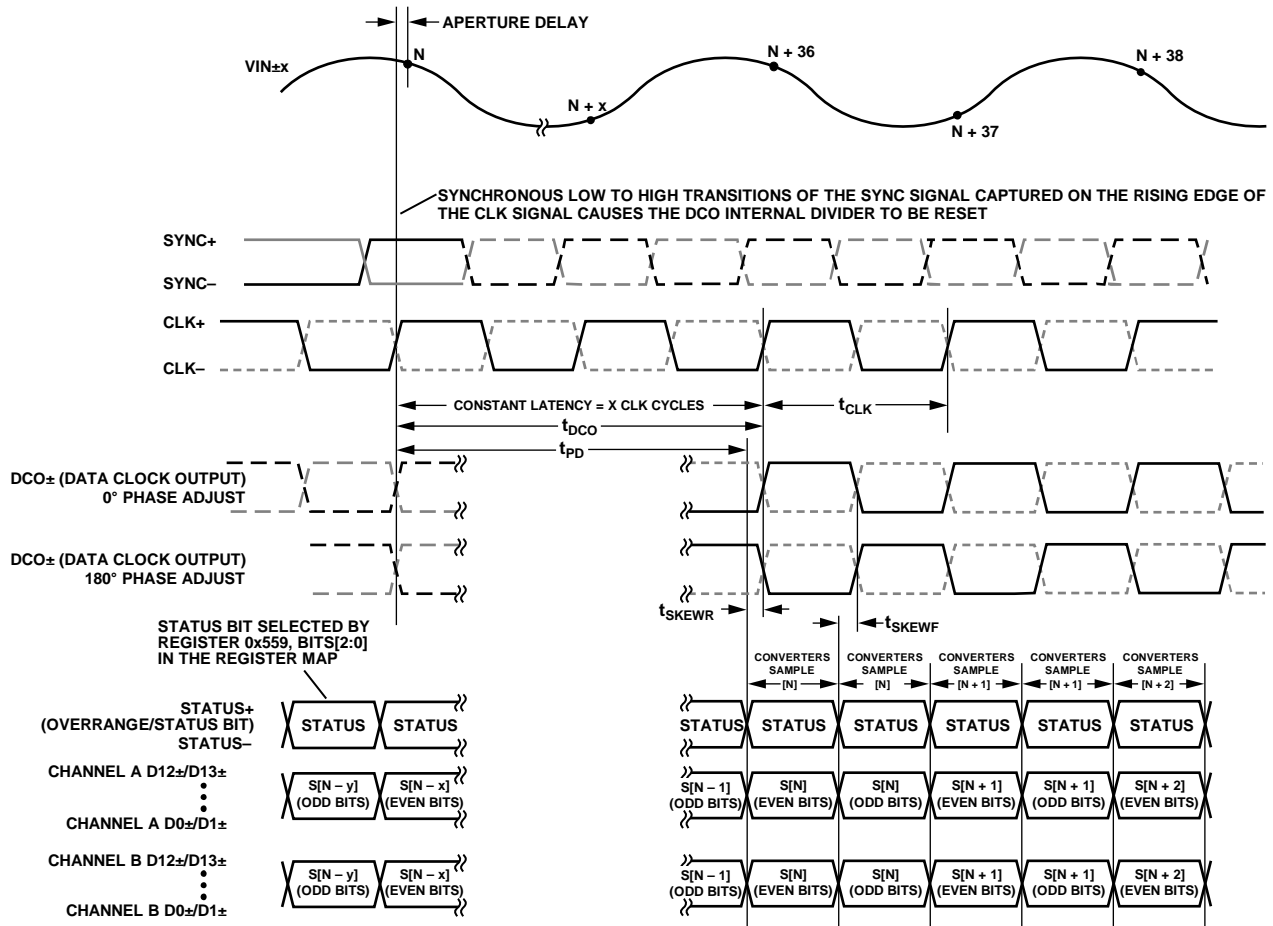 APERTURE DELAY
VIN±x
N
N + x
N + 36
N + 37
N + 38
SYNCHRONOUS LOW TO HIGH TRANSITIONS OF THE SYNC SIGNAL CAPTURED ON THE RISING EDGE OF
THE CLK SIGNAL CAUSES THE DCO INTERNAL DIVIDER TO BE RESET
SYNC+
SYNC–
CLK+
CLK–
CONSTANT LATENCY = X CLK CYCLES
tCLK
tDCO
tPD
DCO± (DATA CLOCK OUTPUT)
0° PHASE ADJUST
DCO± (DATA CLOCK OUTPUT)
180° PHASE ADJUST
tSKEWR
tSKEWF
STATUS BIT SELECTED BY
REGISTER 0x559, BITS[2:0]
IN THE REGISTER MAP
CONVERTERS
SAMPLE
[N]
CONVERTERS
SAMPLE
[N]
CONVERTERS
SAMPLE
[N + 1]
CONVERTERS
SAMPLE
[N + 1]
CONVERTERS
SAMPLE
[N + 2]
STATUS+
(OVERRANGE/STATUS BIT)
STATUS–
STATUS
STATUS
STATUS
STATUS
STATUS
STATUS
STATUS
STATUS
CHANNEL A D12±/D13±
CHANNEL A D0±/D1±
S[N – y]
(ODD BITS)
S[N – x]
(EVEN BITS)
S[N – 1]
(ODD BITS)
S[N]
(EVEN BITS)
S[N]
(ODD BITS)
S[N + 1]
(EVEN BITS)
S[N + 1]
(ODD BITS)
S[N + 2]
(EVEN BITS)
CHANNEL B D12±/D13±
CHANNEL B D0±/D1±
S[N – y]
(ODD BITS)
S[N – x]
(EVEN BITS)
S[N – 1]
(ODD BITS)
S[N]
(EVEN BITS)
S[N]
(ODD BITS)
S[N + 1]
(EVEN BITS)
S[N + 1]
(ODD BITS)
S[N + 2]
(EVEN BITS)